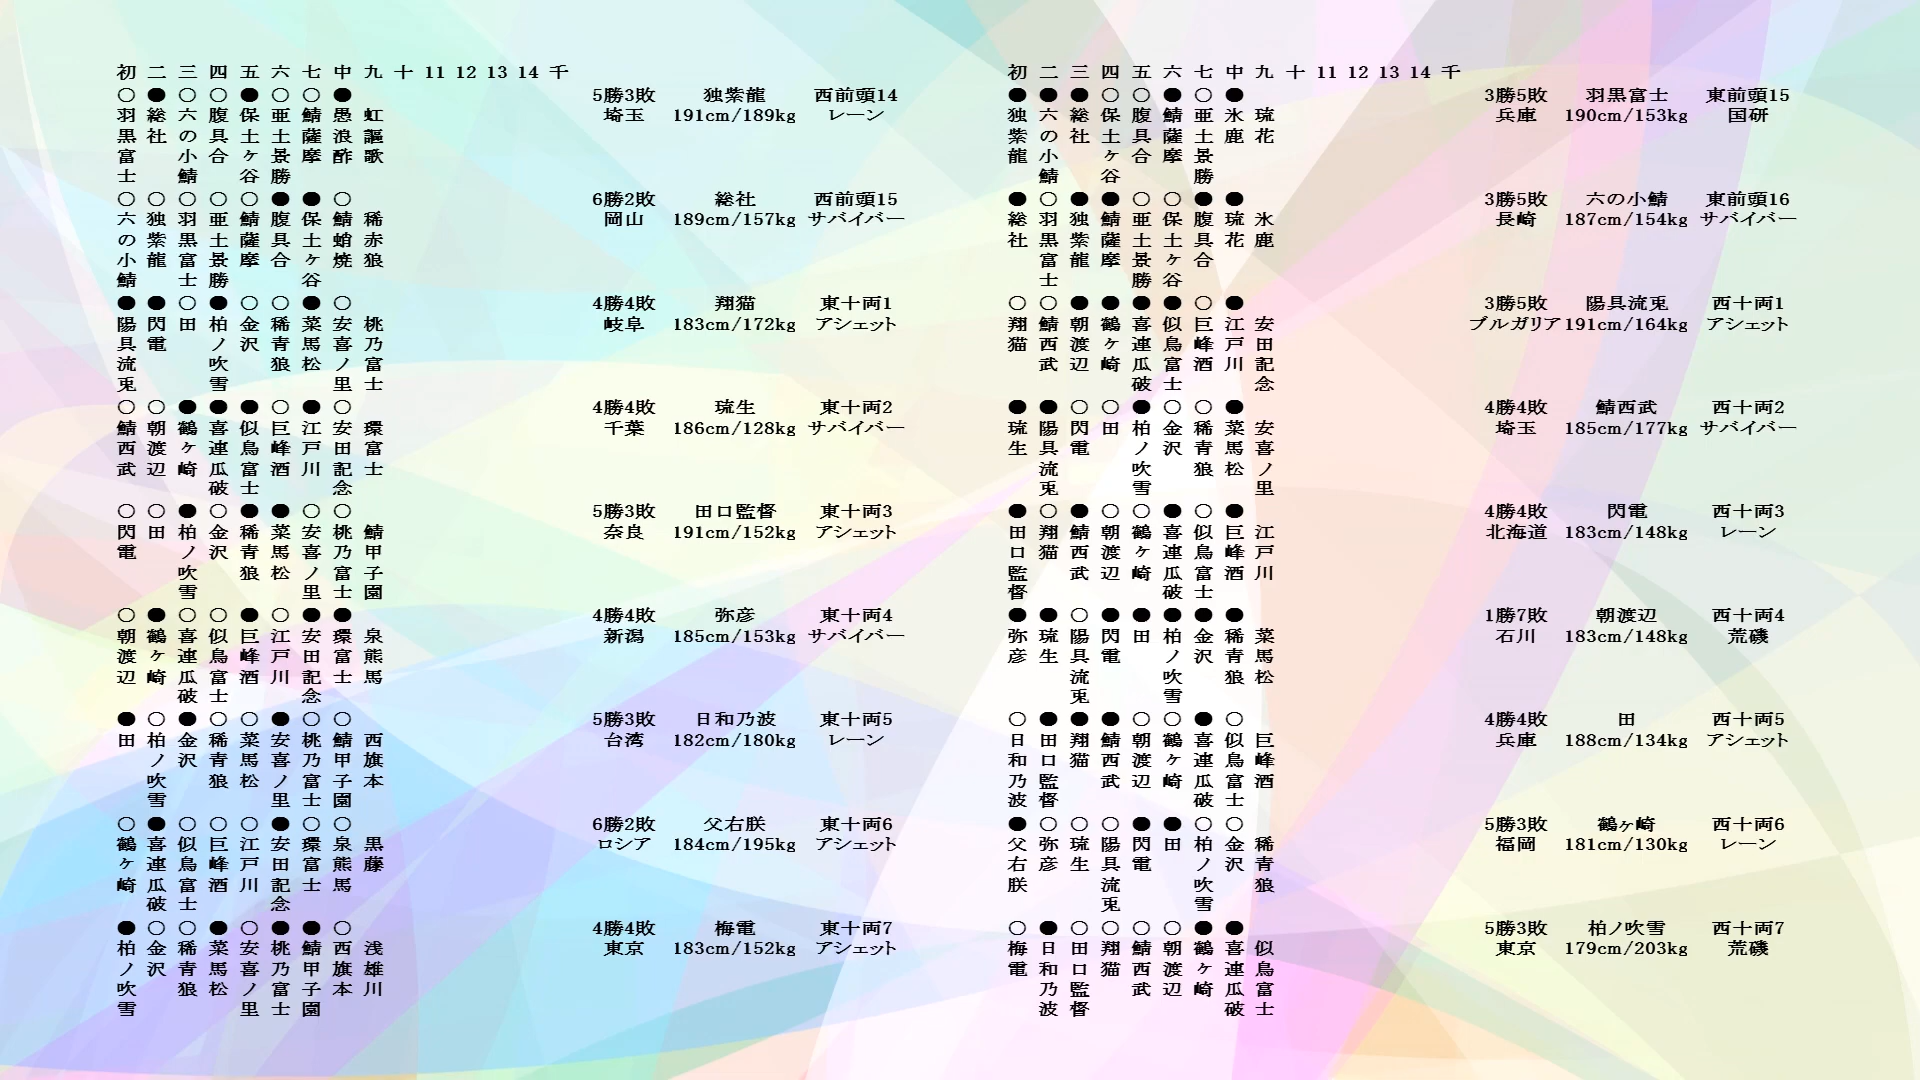 初 二 三 四 五 六 七 中 九 十 11 12 13 14 千
○ ● ○ ○ ● ○ ○ ●
羽黒富士 総社 六の小鯖 腹具合 保土ヶ谷 亜土景勝 鯖薩摩 愚浪酔 虹謳歌
5勝3敗 独紫龍 西前頭14
埼玉 191cm/189kg レーン
○ ○ ○ ○ ○ ● ● ○
六の小鯖 独紫龍 羽黒富士 亜土景勝 鯖薩摩 腹具合 保土ヶ谷 鯖蛸焼 稀赤狼
6勝2敗 総社 西前頭15
岡山 189cm/157kg サバイバー
● ● ○ ● ○ ○ ● ○
陽具流兎 閃電 田 柏ノ吹雪 金沢 稀青狼 菜馬松 安喜ノ里 桃乃富士
4勝4敗 翔猫 東十両1
岐阜 183cm/172kg アシェット
○ ○ ● ● ● ○ ● ○
鯖西武 朝渡辺 鶴ヶ崎 喜連瓜破 似鳥富士 巨峰酒 江戸川 安田記念 環富士
4勝4敗 琉生 東十両2
千葉 186cm/128kg サバイバー
○ ○ ● ○ ● ● ○ ○
閃電 田 柏ノ吹雪 金沢 稀青狼 菜馬松 安喜ノ里 桃乃富士 鯖甲子園
5勝3敗 田口監督 東十両3
奈良 191cm/152kg アシェット
○ ● ○ ○ ● ○ ● ●
朝渡辺 鶴ヶ崎 喜連瓜破 似鳥富士 巨峰酒 江戸川 安田記念 環富士 泉熊馬
4勝4敗 弥彦 東十両4
新潟 185cm/153kg サバイバー
● ○ ● ○ ○ ● ○ ○
田 柏ノ吹雪 金沢 稀青狼 菜馬松 安喜ノ里 桃乃富士 鯖甲子園 西旗本
5勝3敗 日和乃波 東十両5
台湾 182cm/180kg レーン
○ ● ○ ○ ○ ● ○ ○
鶴ヶ崎 喜連瓜破 似鳥富士 巨峰酒 江戸川 安田記念 環富士 泉熊馬 黒藤
6勝2敗 父右朕 東十両6
ロシア 184cm/195kg アシェット
● ○ ○ ● ○ ● ● ○
柏ノ吹雪 金沢 稀青狼 菜馬松 安喜ノ里 桃乃富士 鯖甲子園 西旗本 浅雄川
4勝4敗 梅電 東十両7
東京 183cm/152kg アシェット
初 二 三 四 五 六 七 中 九 十 11 12 13 14 千
● ● ● ○ ○ ● ○ ●
独紫龍 六の小鯖 総社 保土ヶ谷 腹具合 鯖薩摩 亜土景勝 氷鹿 琉花
3勝5敗 羽黒富士 東前頭15
兵庫 190cm/153kg 国研
● ○ ● ● ○ ○ ● ●
総社 羽黒富士 独紫龍 鯖薩摩 亜土景勝 保土ヶ谷 腹具合 琉花 氷鹿
3勝5敗 六の小鯖 東前頭16
長崎 187cm/154kg サバイバー
○ ○ ● ● ● ● ○ ●
翔猫 鯖西武 朝渡辺 鶴ヶ崎 喜連瓜破 似鳥富士 巨峰酒 江戸川 安田記念
3勝5敗 陽具流兎 西十両1
ブルガリア 191cm/164kg アシェット
● ● ○ ○ ● ○ ○ ●
琉生 陽具流兎 閃電 田 柏ノ吹雪 金沢 稀青狼 菜馬松 安喜ノ里
4勝4敗 鯖西武 西十両2
埼玉 185cm/177kg サバイバー
● ○ ● ○ ○ ● ○ ●
田口監督 翔猫 鯖西武 朝渡辺 鶴ヶ崎 喜連瓜破 似鳥富士 巨峰酒 江戸川
4勝4敗 閃電 西十両3
北海道 183cm/148kg レーン
● ● ○ ● ● ● ● ●
弥彦 琉生 陽具流兎 閃電 田 柏ノ吹雪 金沢 稀青狼 菜馬松
1勝7敗 朝渡辺 西十両4
石川 183cm/148kg 荒磯
○ ● ● ● ○ ○ ● ○
日和乃波 田口監督 翔猫 鯖西武 朝渡辺 鶴ヶ崎 喜連瓜破 似鳥富士 巨峰酒
4勝4敗 田 西十両5
兵庫 188cm/134kg アシェット
● ○ ○ ○ ● ● ○ ○
父右朕 弥彦 琉生 陽具流兎 閃電 田 柏ノ吹雪 金沢 稀青狼
5勝3敗 鶴ヶ崎 西十両6
福岡 181cm/130kg レーン
○ ● ○ ○ ○ ○ ● ●
梅電 日和乃波 田口監督 翔猫 鯖西武 朝渡辺 鶴ヶ崎 喜連瓜破 似鳥富士
5勝3敗 柏ノ吹雪 西十両7
東京 179cm/203kg 荒磯